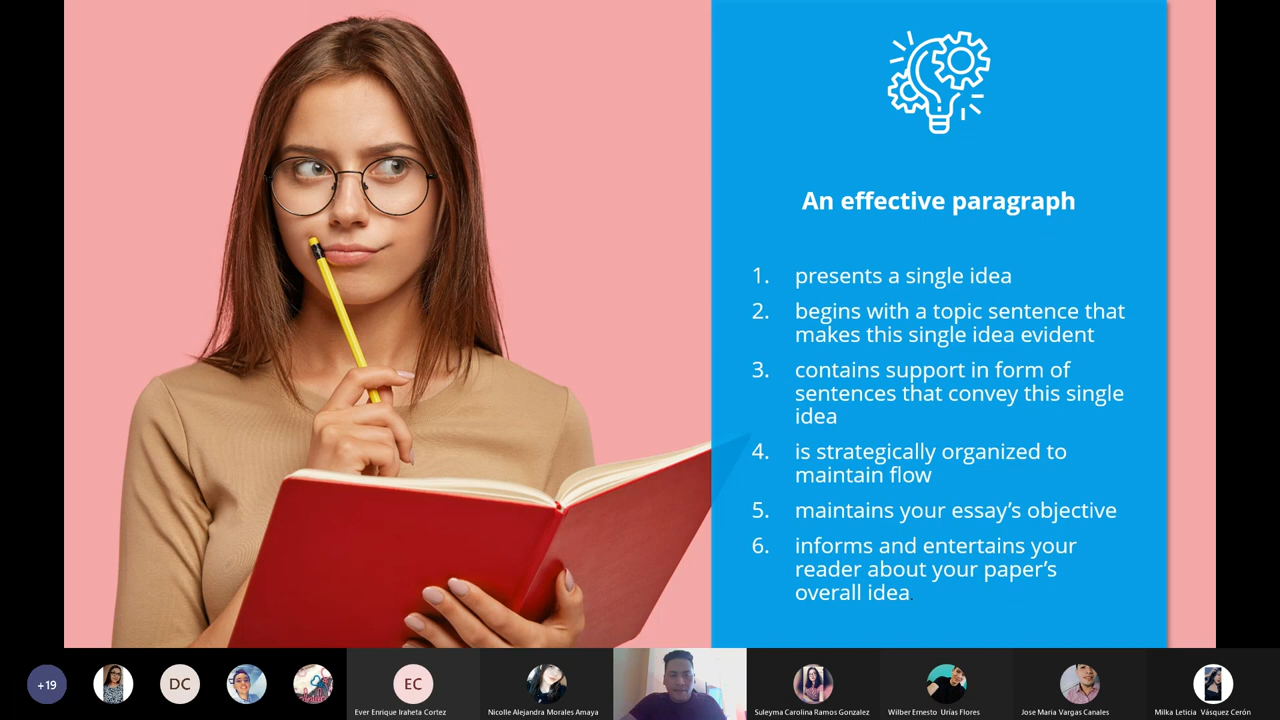 An effective paragraph
1. presents a single idea
2. begins with a topic sentence that
makes this single idea evident
3. contains support in form of
sentences that convey this single
idea
4. is strategically organized to
maintain flow
5. maintains your essay’s objective
6. informs and entertains your
reader about your paper’s
overall idea.
+19
DC
EC
Ever Enrique Iraheta Cortez
Nicolle Alejandra Morales Amaya
Suleyma Carolina Ramos Gonzalez
Wilber Ernesto Urías Flores
Jose Maria Vargas Canales
Milka Leticia Vásquez Cerón